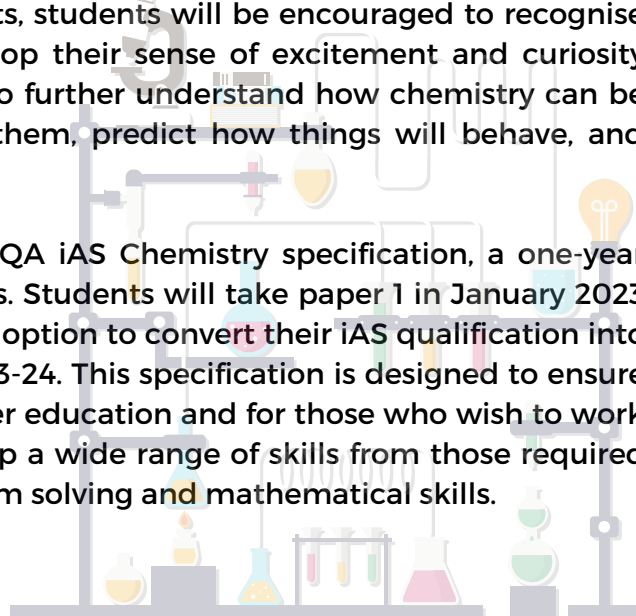 ts, students will be encouraged to recognise
op their sense of excitement and curiosity
o further understand how chemistry can be
them, predict how things will behave, and
QA iAS Chemistry specification, a one-year
s. Students will take paper 1 in January 2023
option to convert their iAS qualification into
3-24. This specification is designed to ensure
er education and for those who wish to work
p a wide range of skills from those required
m solving and mathematical skills.